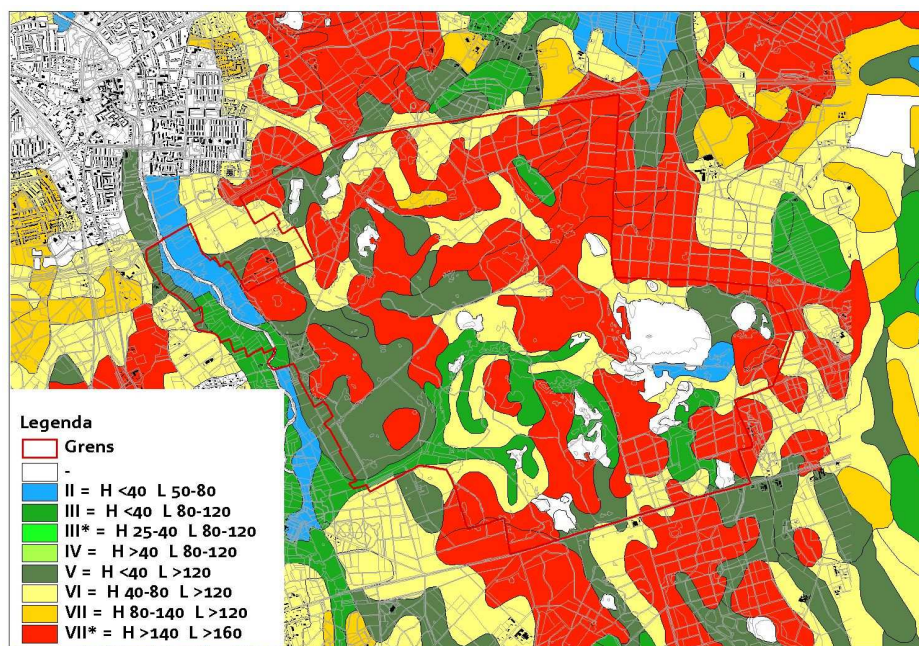 Legenda
Grens
-
II = H <40 L 50-80
III = H <40 L 80-120
III* = H 25-40 L 80-120
IV = H >40 L 80-120
V = H <40 L >120
VI = H 40-80 L >120
VII = H 80-140 L >120
VII* = H >140 L >160